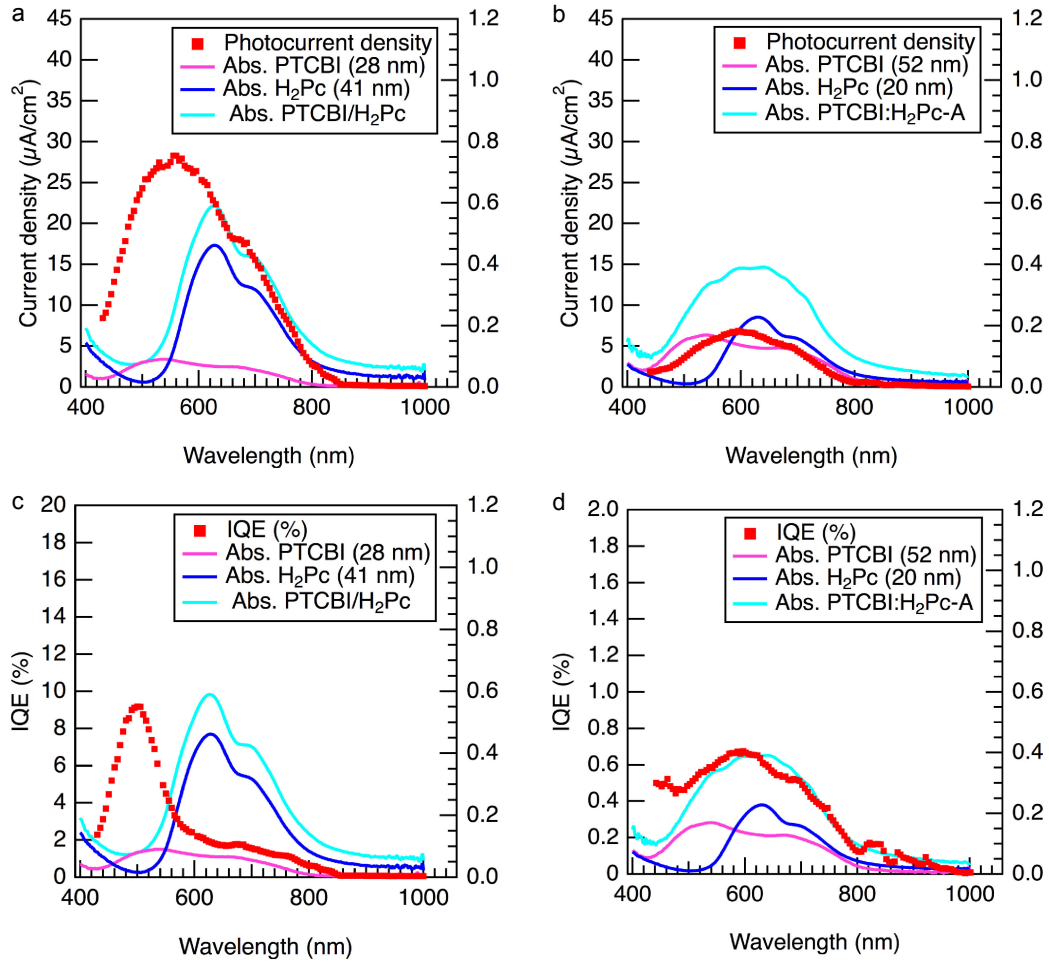 a
45
40
35
30
25
20
15
10
5
0
Current density (μA/cm²)
Photocurrent density
Abs. PTCBI (28 nm)
Abs. H₂Pc (41 nm)
Abs. PTCBI/H₂Pc
1.2
1.0
0.8
0.6
0.4
0.2
0.0
400 600 800 1000
Wavelength (nm)
b
45
40
35
30
25
20
15
10
5
0
Current density (μA/cm²)
Photocurrent density
Abs. PTCBI (52 nm)
Abs. H₂Pc (20 nm)
Abs. PTCBI:H₂Pc-A
1.2
1.0
0.8
0.6
0.4
0.2
0.0
400 600 800 1000
Wavelength (nm)
c
20
18
16
14
12
10
8
6
4
2
0
IQE (%)
IQE (%)
Abs. PTCBI (28 nm)
Abs. H₂Pc (41 nm)
Abs. PTCBI/H₂Pc
1.2
1.0
0.8
0.6
0.4
0.2
0.0
400 600 800 1000
Wavelength (nm)
d
2.0
1.8
1.6
1.4
1.2
1.0
0.8
0.6
0.4
0.2
0.0
IQE (%)
IQE (%)
Abs. PTCBI (52 nm)
Abs. H₂Pc (20 nm)
Abs. PTCBI:H₂Pc-A
1.2
1.0
0.8
0.6
0.4
0.2
0.0
400 600 800 1000
Wavelength (nm)